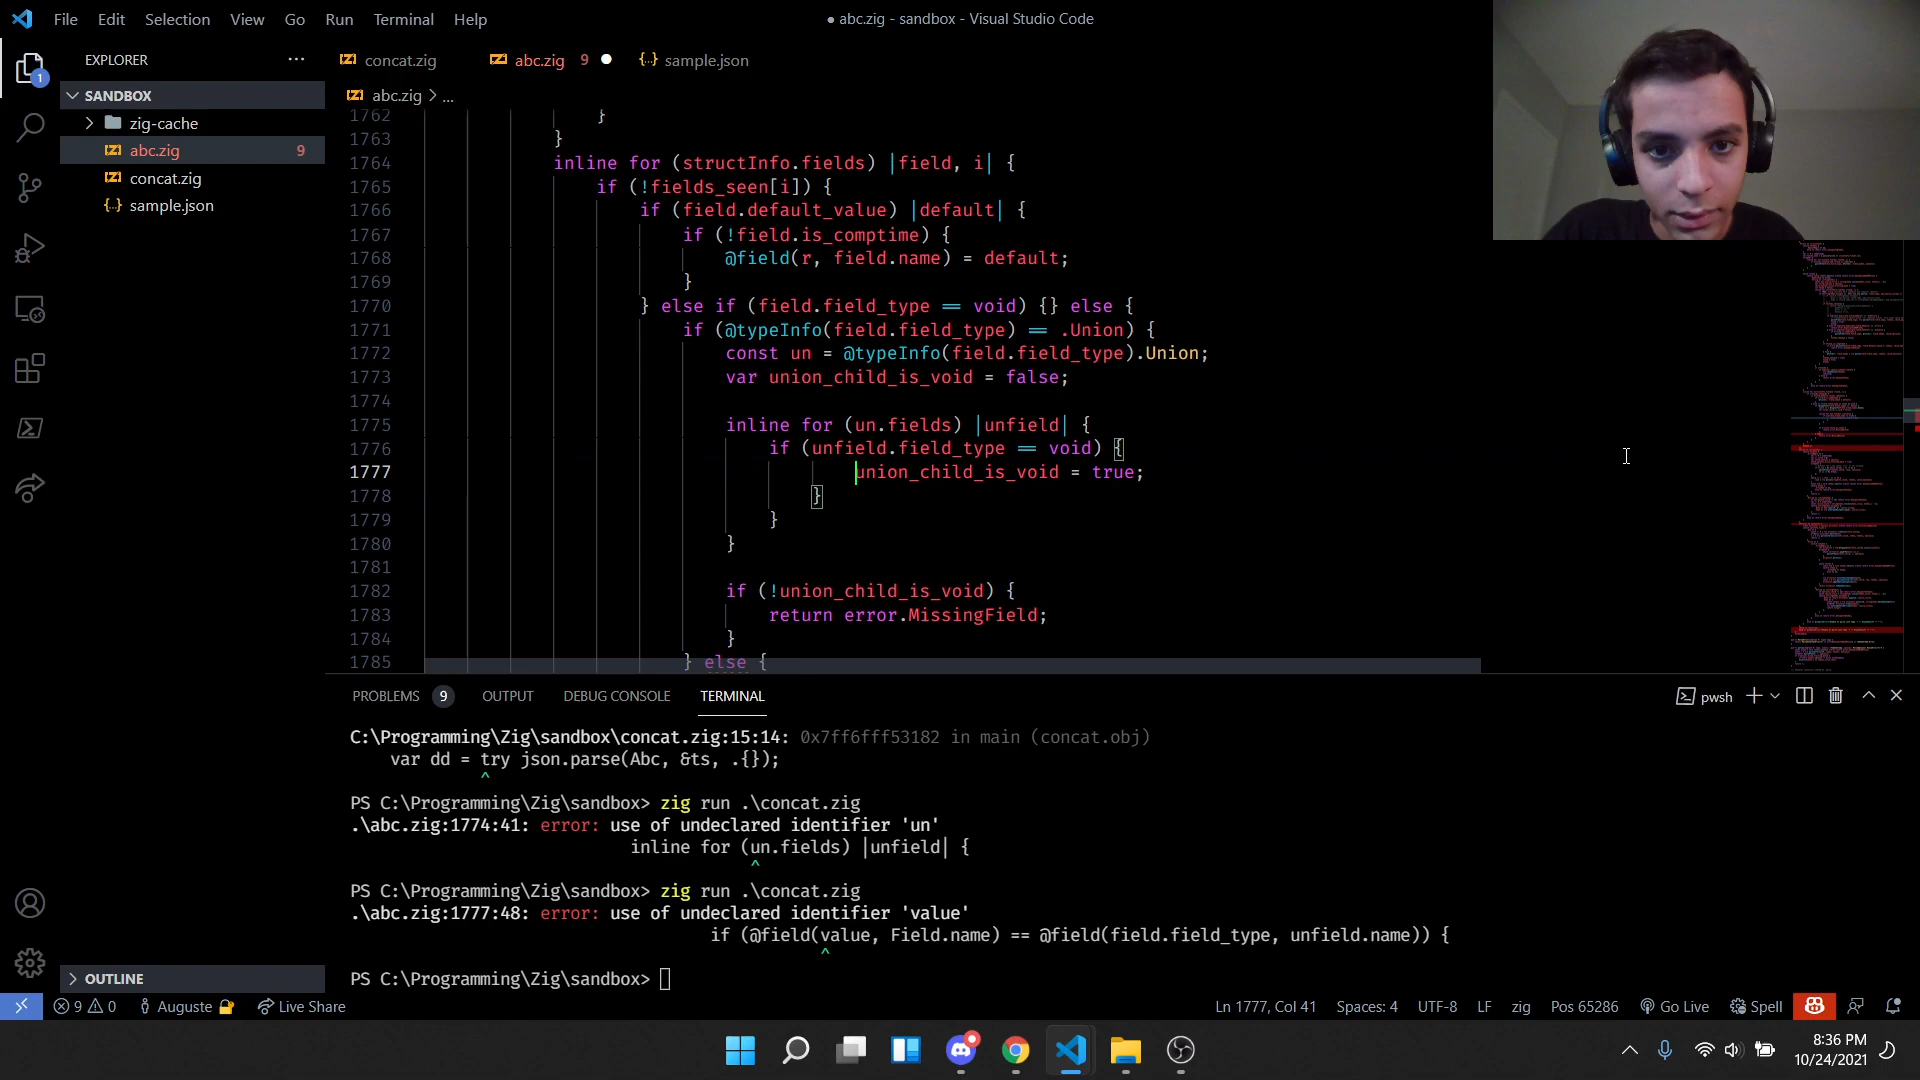 File Edit Selection View Go Run Terminal Help
● abc.zig - sandbox - Visual Studio Code
EXPLORER ···
concat.zig
abc.zig 9 ●
sample.json
SANDBOX
abc.zig > ...
zig-cache
abc.zig 9
concat.zig
sample.json
1
1762 }
1763 }
1764 inline for (structInfo.fields) |field, i| {
1765 if (!fields_seen[i]) {
1766 if (field.default_value) |default| {
1767 if (!field.is_comptime) {
1768 @field(r, field.name) = default;
1769 }
1770 } else if (field.field_type == void) {} else {
1771 if (@typeInfo(field.field_type) == .Union) {
1772 const un = @typeInfo(field.field_type).Union;
1773 var union_child_is_void = false;
1774
1775 inline for (un.fields) |unfield| {
1776 if (unfield.field_type == void) {
1777 union_child_is_void = true;
1778 }
1779 }
1780 }
1781
1782 if (!union_child_is_void) {
1783 return error.MissingField;
1784 }
1785 } else {
PROBLEMS 9 OUTPUT DEBUG CONSOLE TERMINAL
pwsh
C:\Programming\Zig\sandbox\concat.zig:15:14: 0x7ff6fff53182 in main (concat.obj)
var dd = try json.parse(Abc, &ts, .{});
^
PS C:\Programming\Zig\sandbox> zig run .\concat.zig
.\abc.zig:1774:41: error: use of undeclared identifier 'un'
inline for (un.fields) |unfield| {
^
PS C:\Programming\Zig\sandbox> zig run .\concat.zig
.\abc.zig:1777:48: error: use of undeclared identifier 'value'
if (@field(value, Field.name) == @field(field.field_type, unfield.name)) {
^
PS C:\Programming\Zig\sandbox>
OUTLINE
9 0 Auguste Live Share
Ln 1777, Col 41 Spaces: 4 UTF-8 LF zig Pos 65286 Go Live Spell
8:36 PM
10/24/2021